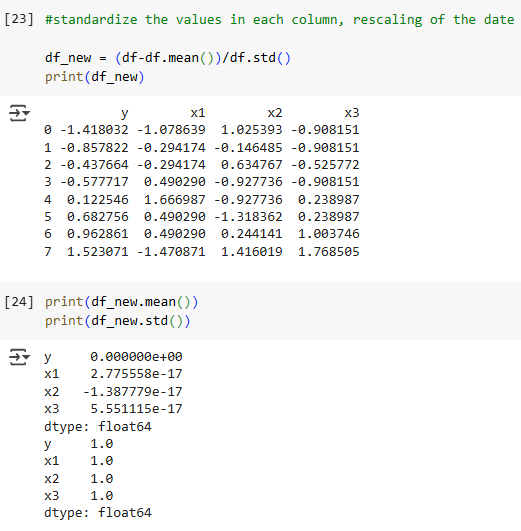 [23] #standardize the values in each column, rescaling of the date
df_new = (df-df.mean())/df.std()
print(df_new)
y x1 x2 x3
0 -1.418032 -1.078639 1.025393 -0.908151
1 -0.857822 -0.294174 -0.146485 -0.908151
2 -0.437664 -0.294174 0.634767 -0.525772
3 -0.577717 0.490290 -0.927736 -0.908151
4 0.122546 1.666987 -0.927736 0.238987
5 0.682756 0.490290 -1.318362 0.238987
6 0.962861 0.490290 0.244141 1.003746
7 1.523071 -1.470871 1.416019 1.768505
[24] print(df_new.mean())
print(df_new.std())
y 0.000000e+00
x1 2.775558e-17
x2 -1.387779e-17
x3 5.551115e-17
dtype: float64
y 1.0
x1 1.0
x2 1.0
x3 1.0
dtype: float64